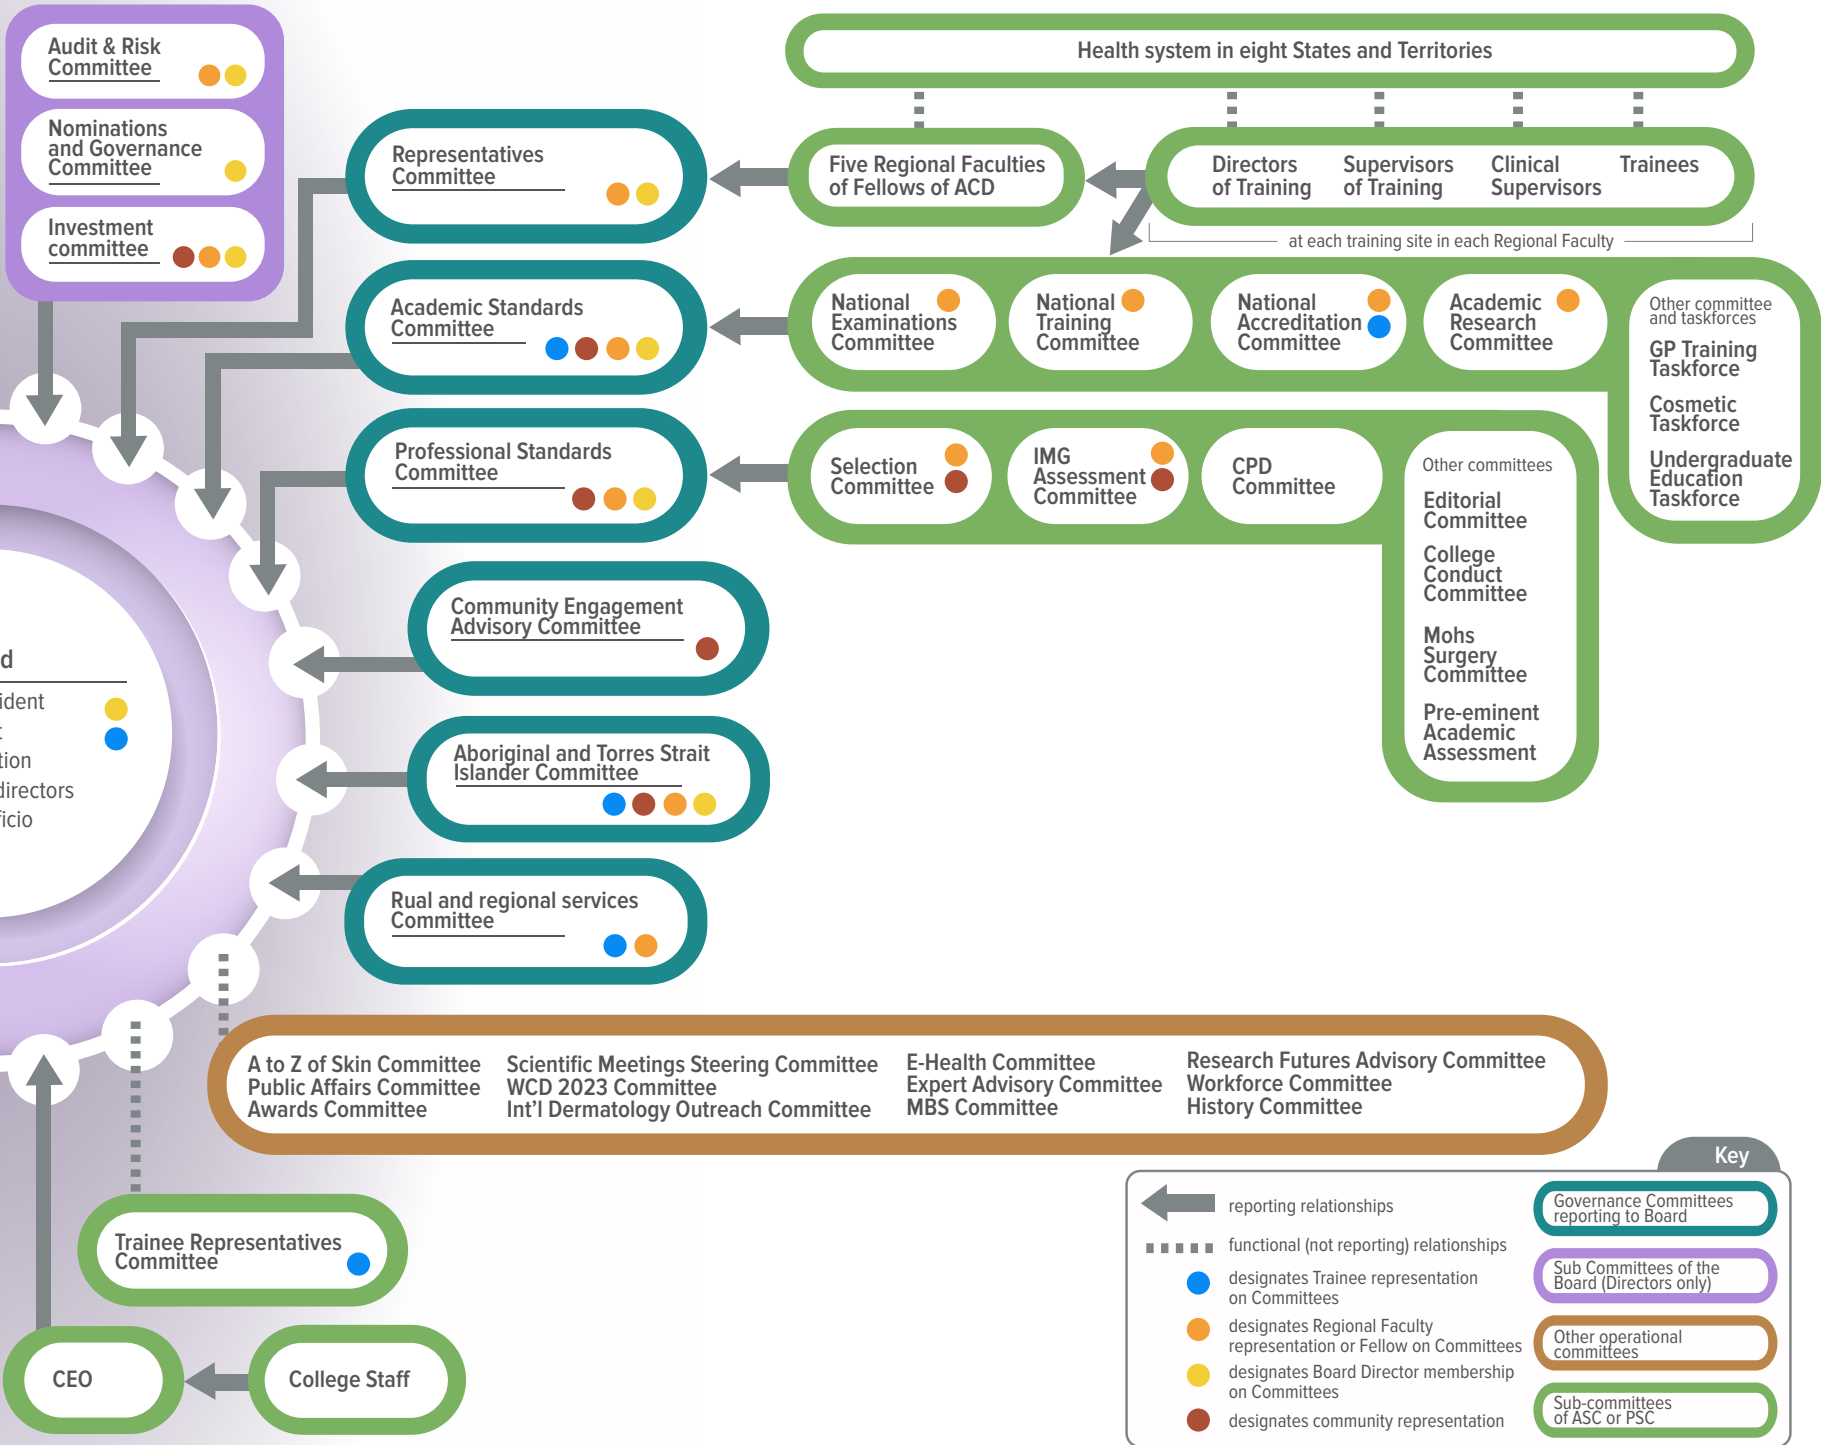 Audit & Risk
Committee
Nominations
and Governance
Committee
Investment
committee
Health system in eight States and Territories
Representatives
Committee
Five Regional Faculties
of Fellows of ACD
Directors
of Training
Supervisors
of Training
Clinical
Supervisors
Trainees
at each training site in each Regional Faculty
Academic Standards
Committee
National
Examinations
Committee
National
Training
Committee
National
Accreditation
Committee
Academic
Research
Committee
Other committee
and taskforces
GP Training
Taskforce
Cosmetic
Taskforce
Undergraduate
Education
Taskforce
Professional Standards
Committee
Selection
Committee
IMG
Assessment
Committee
CPD
Committee
Other committees
Editorial
Committee
College
Conduct
Committee
Mohs
Surgery
Committee
Pre-eminent
Academic
Assessment
Community Engagement
Advisory Committee
d
ident
t
tion
directors
ficio
Aboriginal and Torres Strait
Islander Committee
Rual and regional services
Committee
A to Z of Skin Committee
Public Affairs Committee
Awards Committee
Scientific Meetings Steering Committee
WCD 2023 Committee
Int'l Dermatology Outreach Committee
E-Health Committee
Expert Advisory Committee
MBS Committee
Research Futures Advisory Committee
Workforce Committee
History Committee
Trainee Representatives
Committee
CEO
College Staff
Key
reporting relationships
functional (not reporting) relationships
designates Trainee representation
on Committees
designates Regional Faculty
representation or Fellow on Committees
designates Board Director membership
on Committees
designates community representation
Governance Committees
reporting to Board
Sub Committees of the
Board (Directors only)
Other operational
committees
Sub-committees
of ASC or PSC